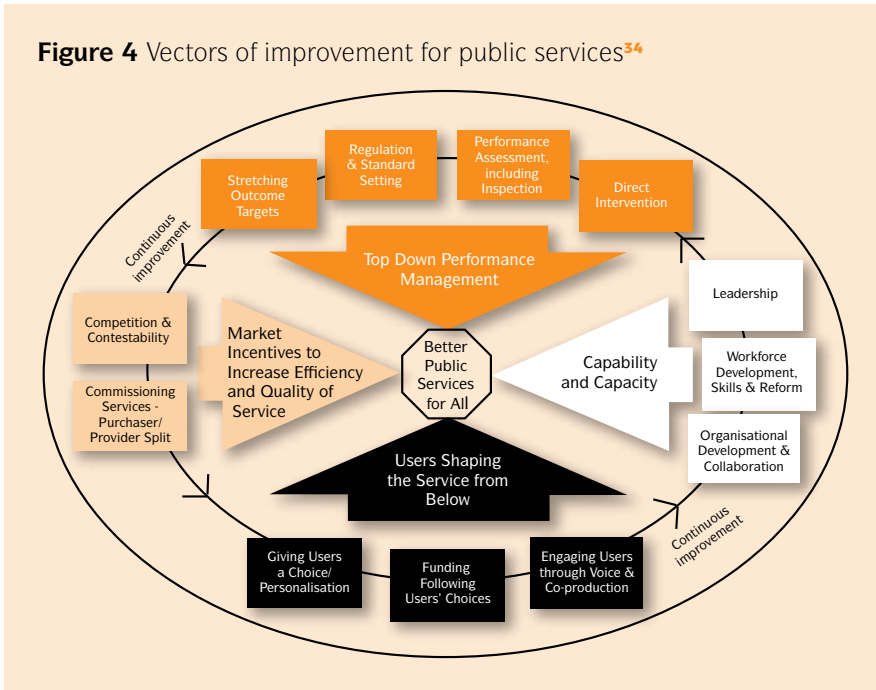 Figure 4 Vectors of improvement for public services34
Regulation
& Standard
Setting
Performance
Assessment,
including
Inspection
Stretching
Outcome
Targets
Direct
Intervention
Continuous
improvement
Top Down Performance
Management
Leadership
Competition &
Contestability
Market
Incentives to
Increase Efficiency
and Quality of
Service
Better
Public
Services
for All
Capability
and Capacity
Workforce
Development,
Skills & Reform
Commissioning
Services -
Purchaser/
Provider Split
Organisational
Development &
Collaboration
Users Shaping
the Service from
Below
Continuous
improvement
Giving Users
a Choice/
Personalisation
Funding
Following
Users' Choices
Engaging Users
through Voice &
Co-production